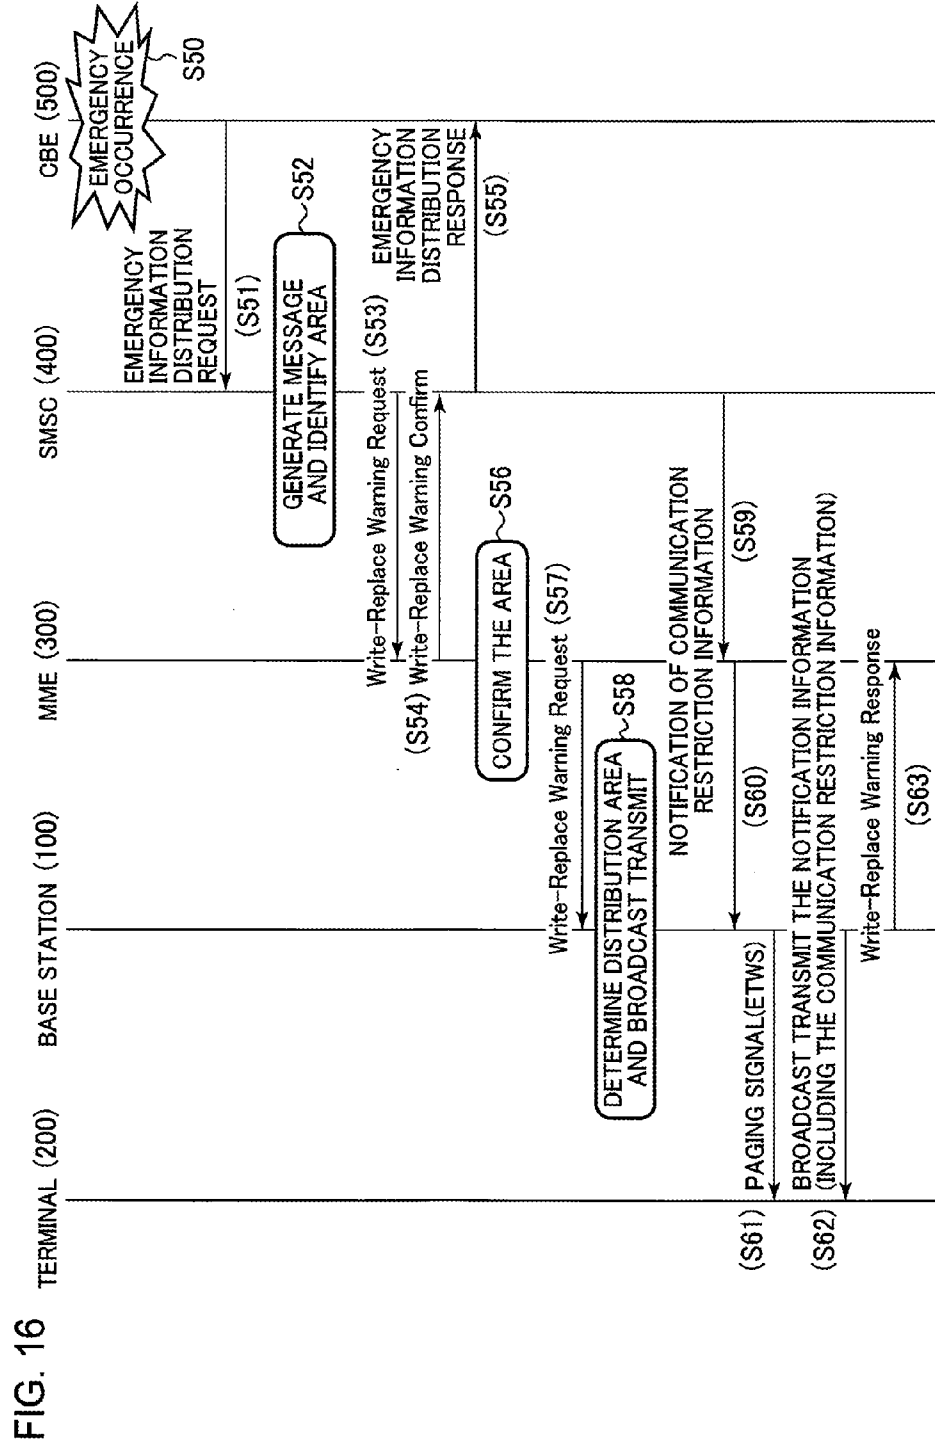 FIG. 16
TERMINAL (200)
BASE STATION (100)
MME (300)
SMSC (400)
CBE (500)
EMERGENCY
OCCURRENCE
S50
EMERGENCY
INFORMATION
DISTRIBUTION
REQUEST
(S51)
GENERATE MESSAGE
AND IDENTIFY AREA
S52
Write-Replace Warning Request (S53)
(S54) Write-Replace Warning Confirm
EMERGENCY
INFORMATION
DISTRIBUTION
RESPONSE
(S55)
CONFIRM THE AREA
S56
Write-Replace Warning Request (S57)
DETERMINE DISTRIBUTION AREA
AND BROADCAST TRANSMIT
S58
NOTIFICATION OF COMMUNICATION
RESTRICTION INFORMATION
(S59)
(S60)
(S61)
PAGING SIGNAL(ETWS)
BROADCAST TRANSMIT THE NOTIFICATION INFORMATION
(INCLUDING THE COMMUNICATION RESTRICTION INFORMATION)
(S62)
Write-Replace Warning Response
(S63)